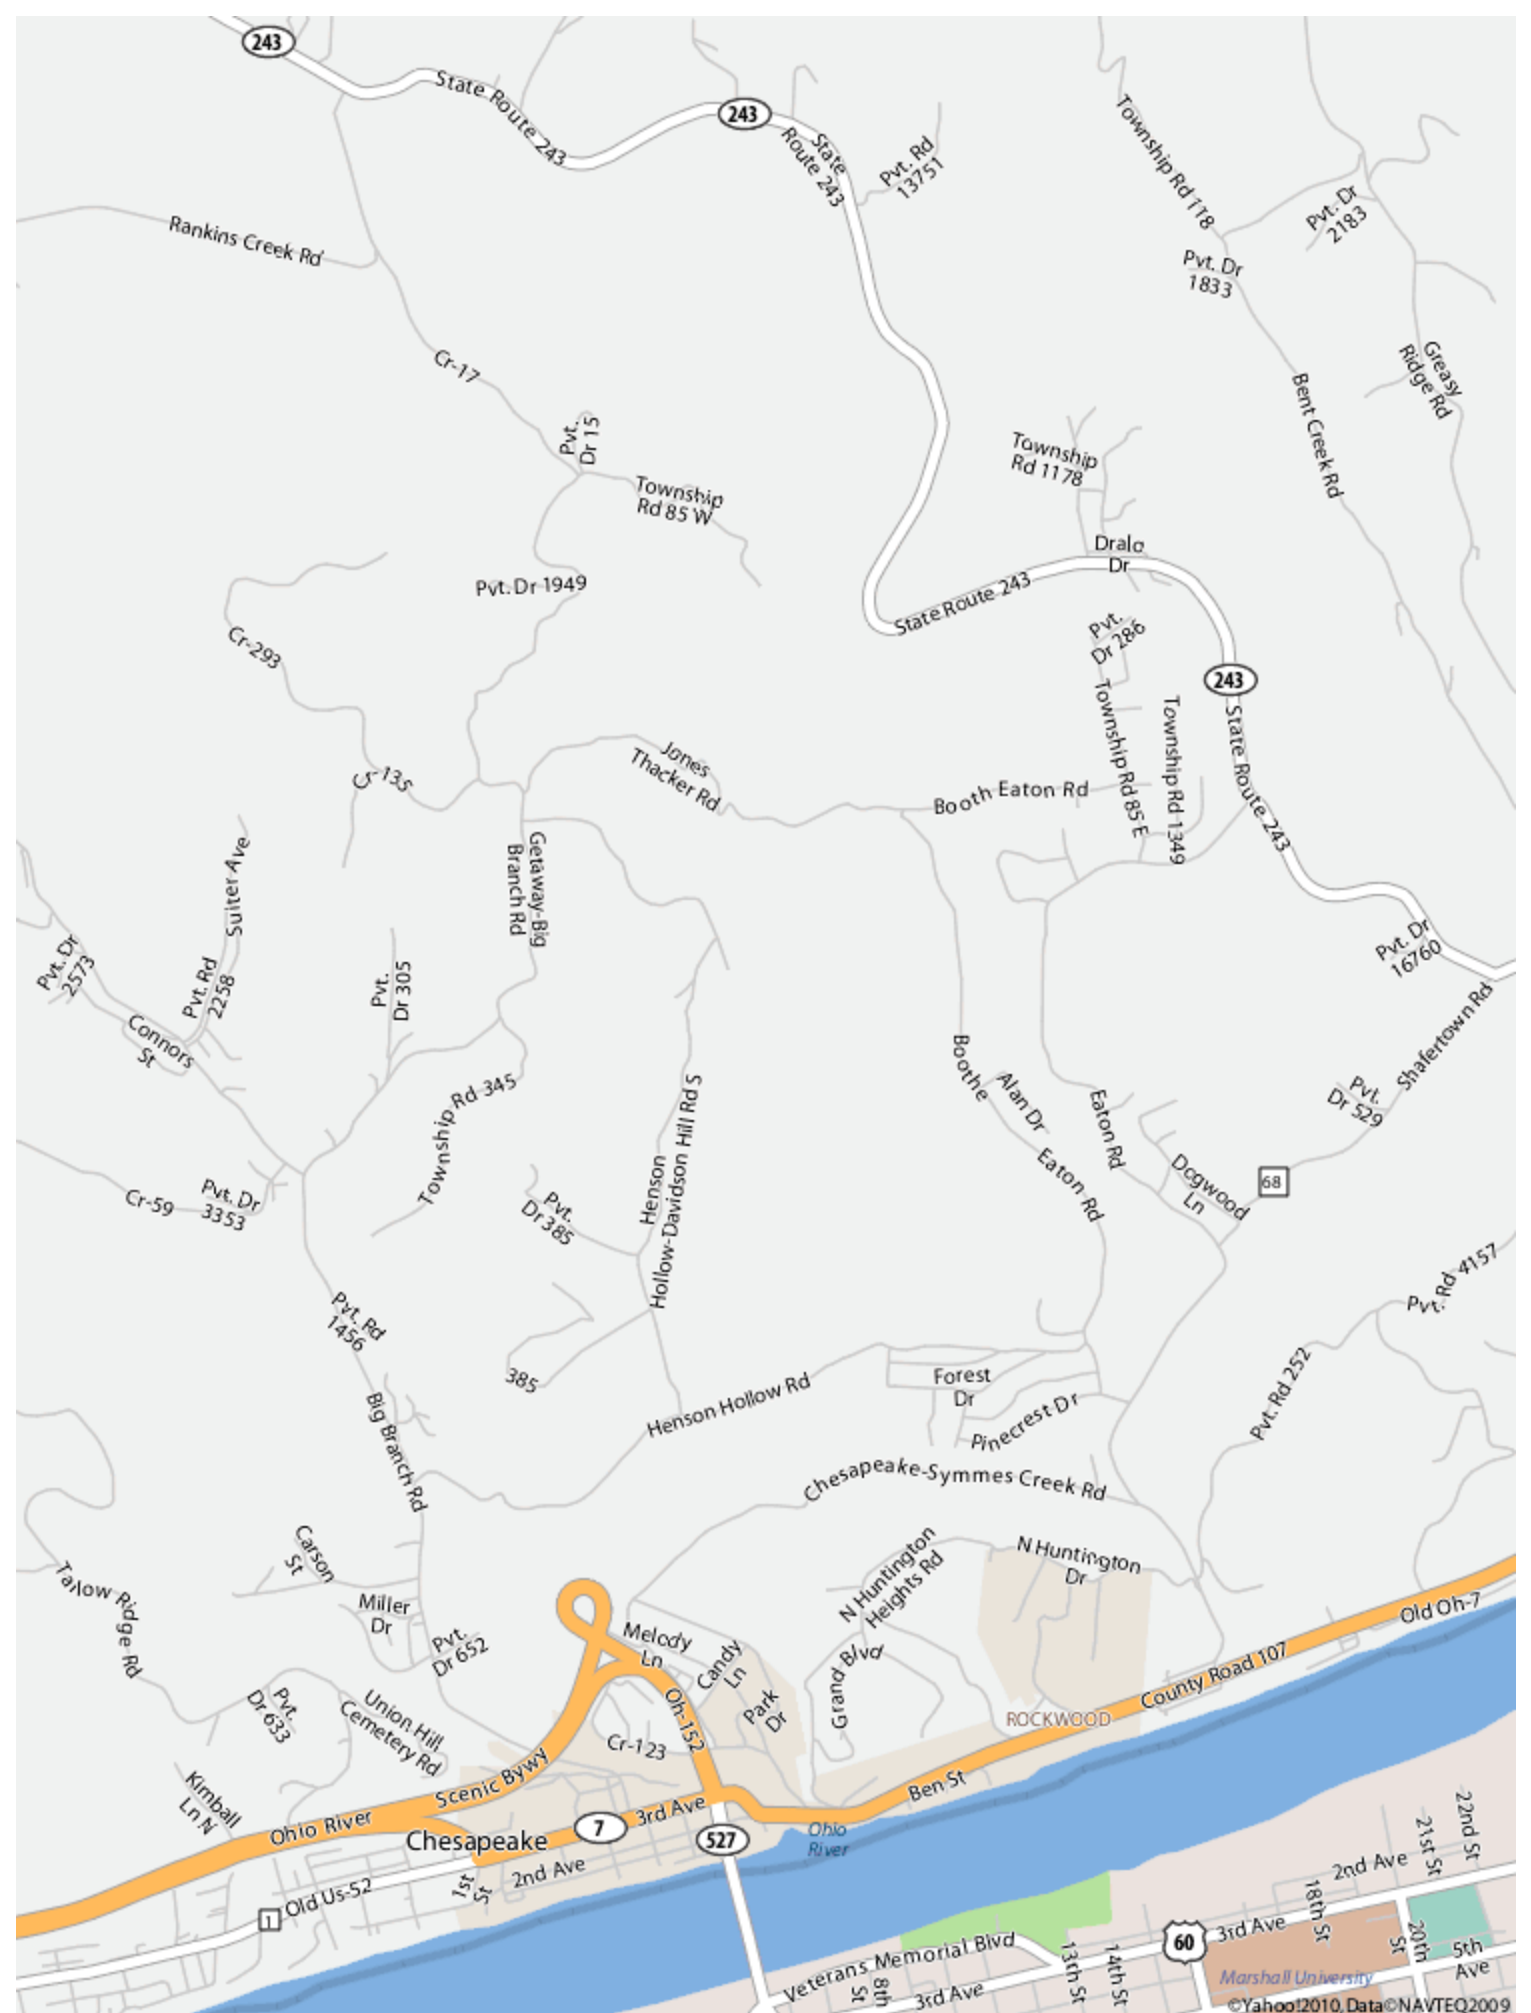 243
State Route 243
243
State
Route 243
Pvt. Rd
13751
Township Rd 118
Pvt. Dr
2183
Rankins Creek Rd
Pvt. Dr
1833
Cr-17
Greasy
Ridge Rd
Bent Creek Rd
Pvt.
Dr 15
Township
Rd 1178
Township
Rd 85 W
Dralo
Dr
Pvt. Dr 1949
State Route 243
Pvt.
Dr 286
Cr-293
243
Township Rd 85 E
Township Rd 1349
State Route 243
Jones
Thacker Rd
Cr-135
Booth Eaton Rd
Suiter Ave
Getaway-Big
Branch Rd
Pvt. Dr
2573
Pvt. Rd
2258
Pvt.
Dr 305
Pvt. Dr
16760
Connors
St
Shafertown Rd
Boothe
Eaton Rd
Alan Dr
Eaton Rd
Pvt.
Dr 529
Township Rd 345
Henson
Hollow-Davidson Hill Rd S
Dogwood
Ln
68
Cr-59
Pvt. Dr
3353
Pvt.
Dr 385
Pvt. Rd 4157
Pvt. Rd
1456
385
Pvt. Rd 252
Forest
Dr
Henson Hollow Rd
Pinecrest Dr
Big Branch Rd
Chesapeake-Symmes Creek Rd
Carson
St
N Huntington
Heights Rd
N Huntington
Dr
Tallow Ridge Rd
Miller
Dr
Old Oh-7
Pvt.
Dr 652
Melody
Ln
Candy
Ln
Grand Blvd
County Road 107
Pvt.
Dr 633
Union Hill
Cemetery Rd
Oh-152
Park
Dr
ROCKWOOD
Cr-123
Kimball
Ln N
Scenic Bywy
Ben St
Ohio River
3rd Ave
7
527
Ohio
River
Chesapeake
2nd Ave
1st
St
Old Us-52
1
22nd St
21st St
2nd Ave
18th St
3rd Ave
20th
St
60
5th
Ave
Veterans Memorial Blvd
13th St
14th St
8th
St
3rd Ave
Marshall University
©Yahoo!2010, Data©NAVTEQ2009